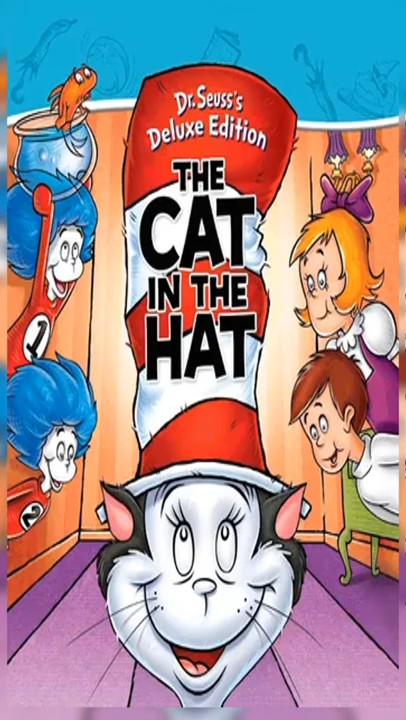 Dr. Seuss's
Deluxe Edition
THE
CAT
IN THE
HAT
1
2